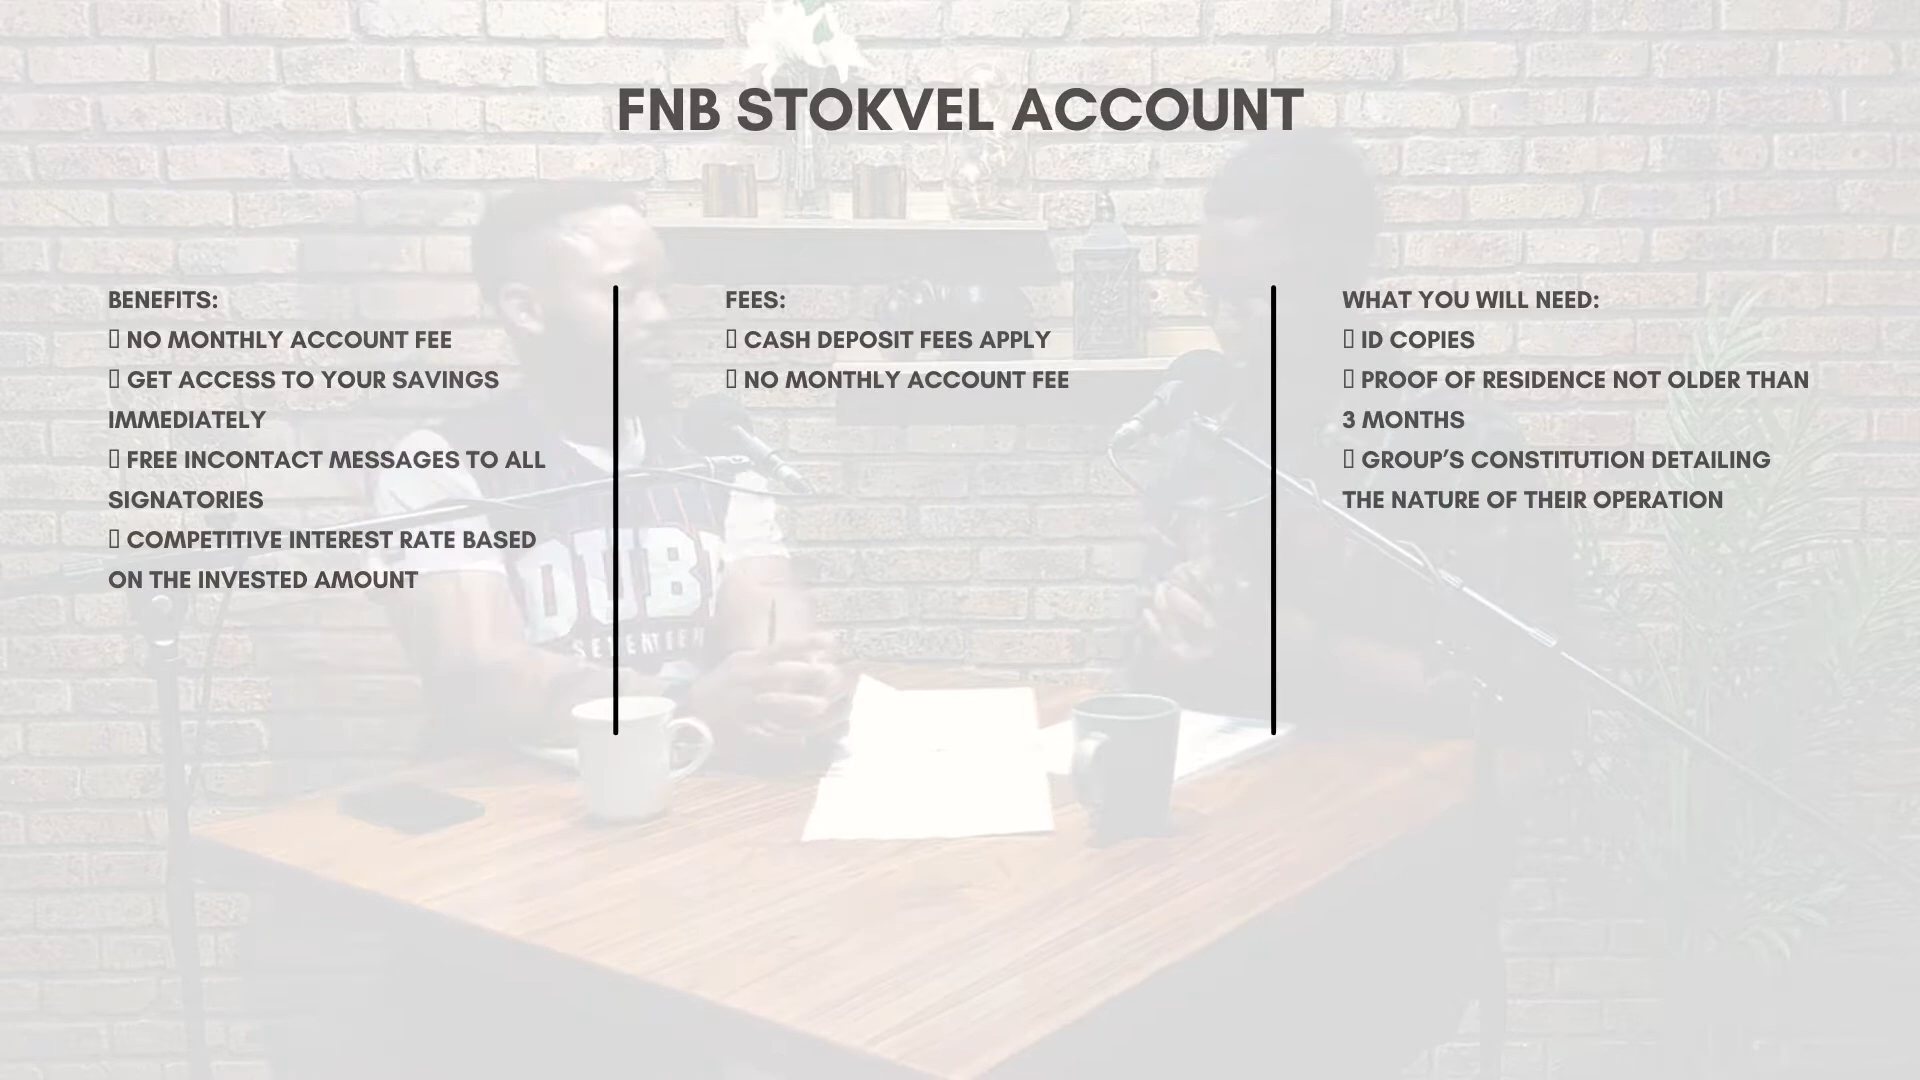 FNB STOKVEL ACCOUNT
BENEFITS:
▯ NO MONTHLY ACCOUNT FEE
▯ GET ACCESS TO YOUR SAVINGS
IMMEDIATELY
▯ FREE INCONTACT MESSAGES TO ALL
SIGNATORIES
▯ COMPETITIVE INTEREST RATE BASED
ON THE INVESTED AMOUNT
FEES:
▯ CASH DEPOSIT FEES APPLY
▯ NO MONTHLY ACCOUNT FEE
WHAT YOU WILL NEED:
▯ ID COPIES
▯ PROOF OF RESIDENCE NOT OLDER THAN
3 MONTHS
▯ GROUP’S CONSTITUTION DETAILING
THE NATURE OF THEIR OPERATION